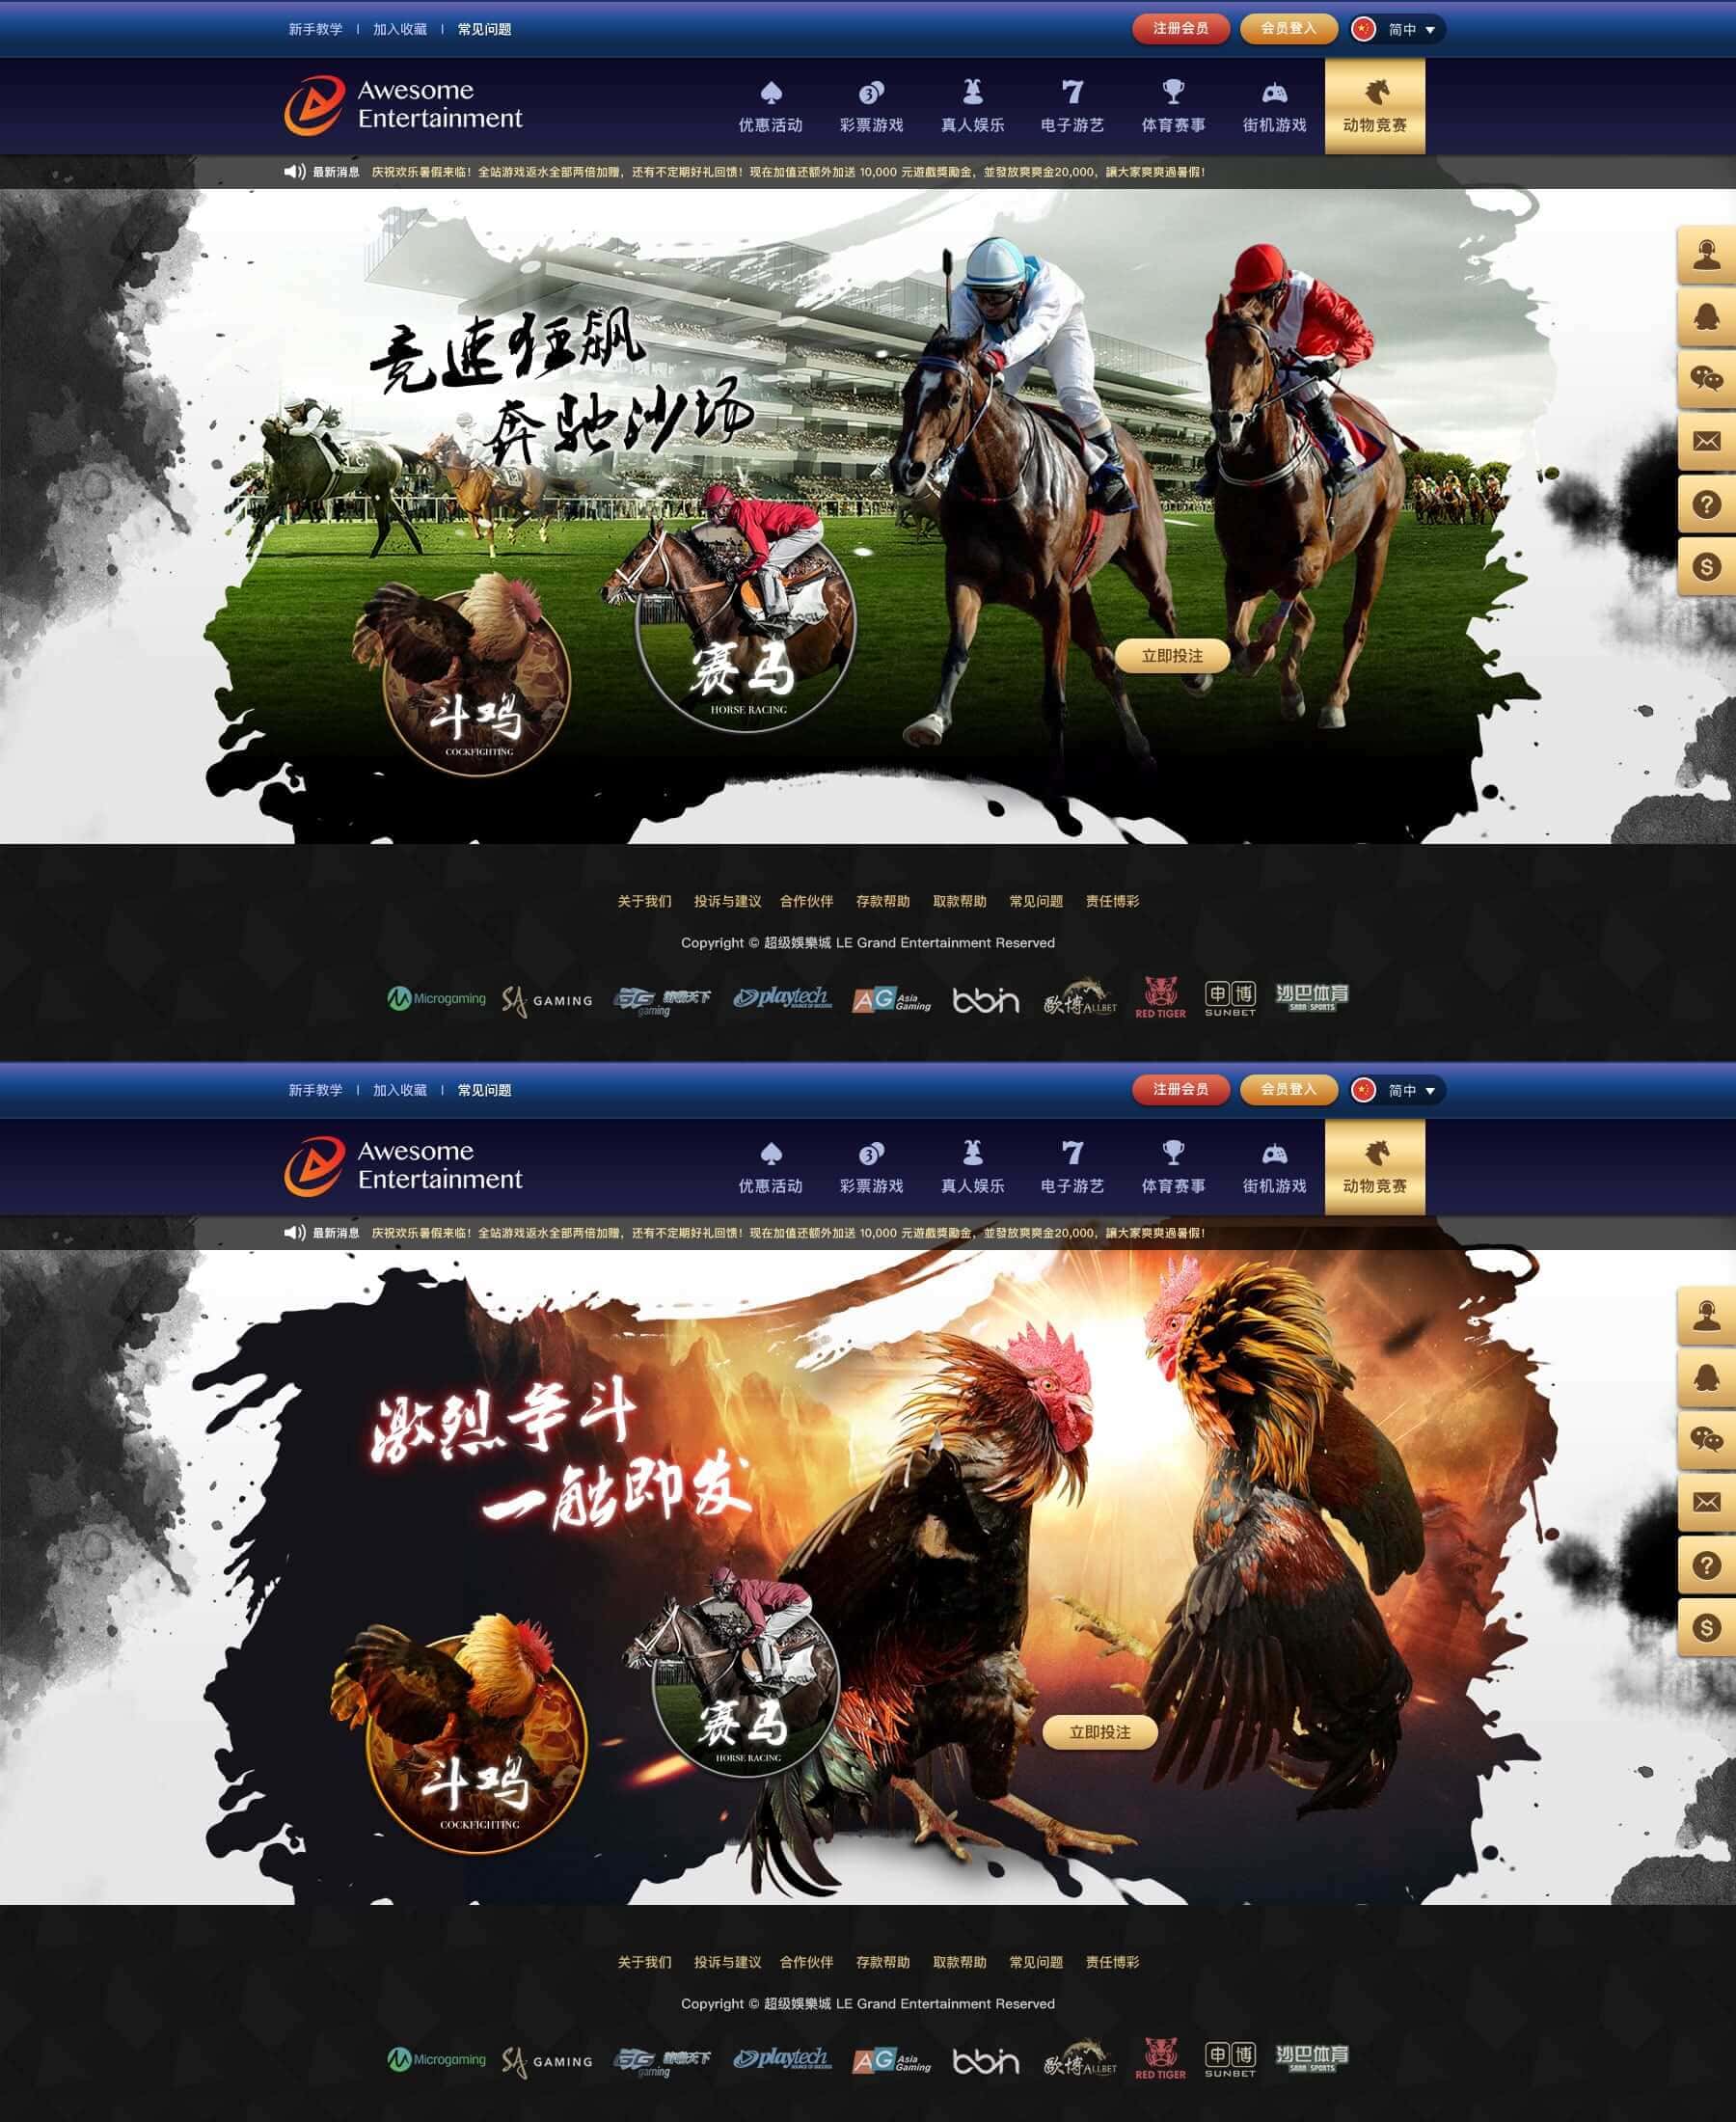 新手教学 | 加入收藏 | 常见问题
注册会员 会员登入 简中
Awesome
Entertainment
优惠活动 彩票游戏 真人娱乐 电子游艺 体育赛事 街机游戏 动物竞赛
最新消息 庆祝欢乐暑假来临！全站游戏返水全部两倍加赠，还有不定期好礼回馈！现在加值还额外加送 10,000 元遊戲獎勵金，並發放爽爽金20,000，讓大家爽爽過暑假！
竞速狂飙
奔驰沙场
赛马
HORSE RACING
斗鸡
COCKFIGHTING
立即投注
关于我们 投诉与建议 合作伙伴 存款帮助 取款帮助 常见问题 责任博彩
Copyright © 超级娛樂城 LE Grand Entertainment Reserved
Microgaming SA GAMING GG gaming playtech AG Asia Gaming bbin 歐博 ALLBET RED TIGER 申博 SUNBET 沙巴体育 SABA SPORTS
新手教学 | 加入收藏 | 常见问题
注册会员 会员登入 简中
Awesome
Entertainment
优惠活动 彩票游戏 真人娱乐 电子游艺 体育赛事 街机游戏 动物竞赛
最新消息 庆祝欢乐暑假来临！全站游戏返水全部两倍加赠，还有不定期好礼回馈！现在加值还额外加送 10,000 元遊戲獎勵金，並發放爽爽金20,000，讓大家爽爽過暑假！
激烈争斗
一触即发
赛马
HORSE RACING
斗鸡
COCKFIGHTING
立即投注
关于我们 投诉与建议 合作伙伴 存款帮助 取款帮助 常见问题 责任博彩
Copyright © 超级娛樂城 LE Grand Entertainment Reserved
Microgaming SA GAMING GG gaming playtech AG Asia Gaming bbin 歐博 ALLBET RED TIGER 申博 SUNBET 沙巴体育 SABA SPORTS